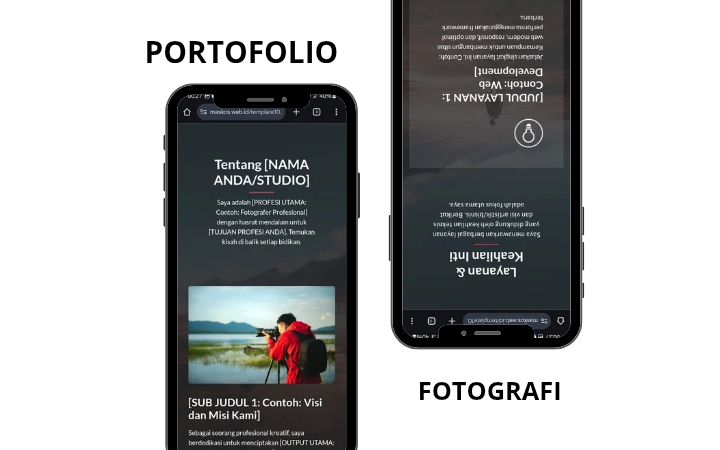 PORTOFOLIO
maskos.web.id/template10
Tentang [NAMA
ANDA/STUDIO]
Saya adalah [PROFESI UTAMA:
Contoh: Fotografer Profesional]
dengan hasrat mendalam untuk
[TUJUAN PROFESI ANDA]. Temukan
kisah di balik setiap bidikan.
[SUB JUDUL 1: Contoh: Visi
dan Misi Kami]
Sebagai seorang profesional kreatif, saya
berdedikasi untuk menciptakan [OUTPUT UTAMA:
maskos.web.id/template10
Layanan &
Keahlian Inti
Saya menawarkan berbagai layanan
yang didukung oleh keahlian teknis
dan visi artistik/bisnis. Berikut
adalah fokus utama saya.
[JUDUL LAYANAN 1:
Contoh: Web
Development]
Jelaskan singkat layanan ini. Contoh:
Kemampuan untuk membangun situs
web modern, responsif, dan optimal
performa menggunakan framework
terbaru.
FOTOGRAFI